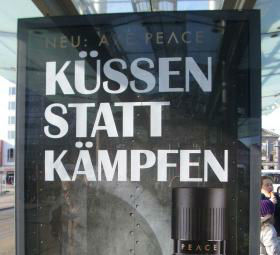 NEU: AXE PEACE
KÜSSEN
STATT
KÄMPFEN
PEACE